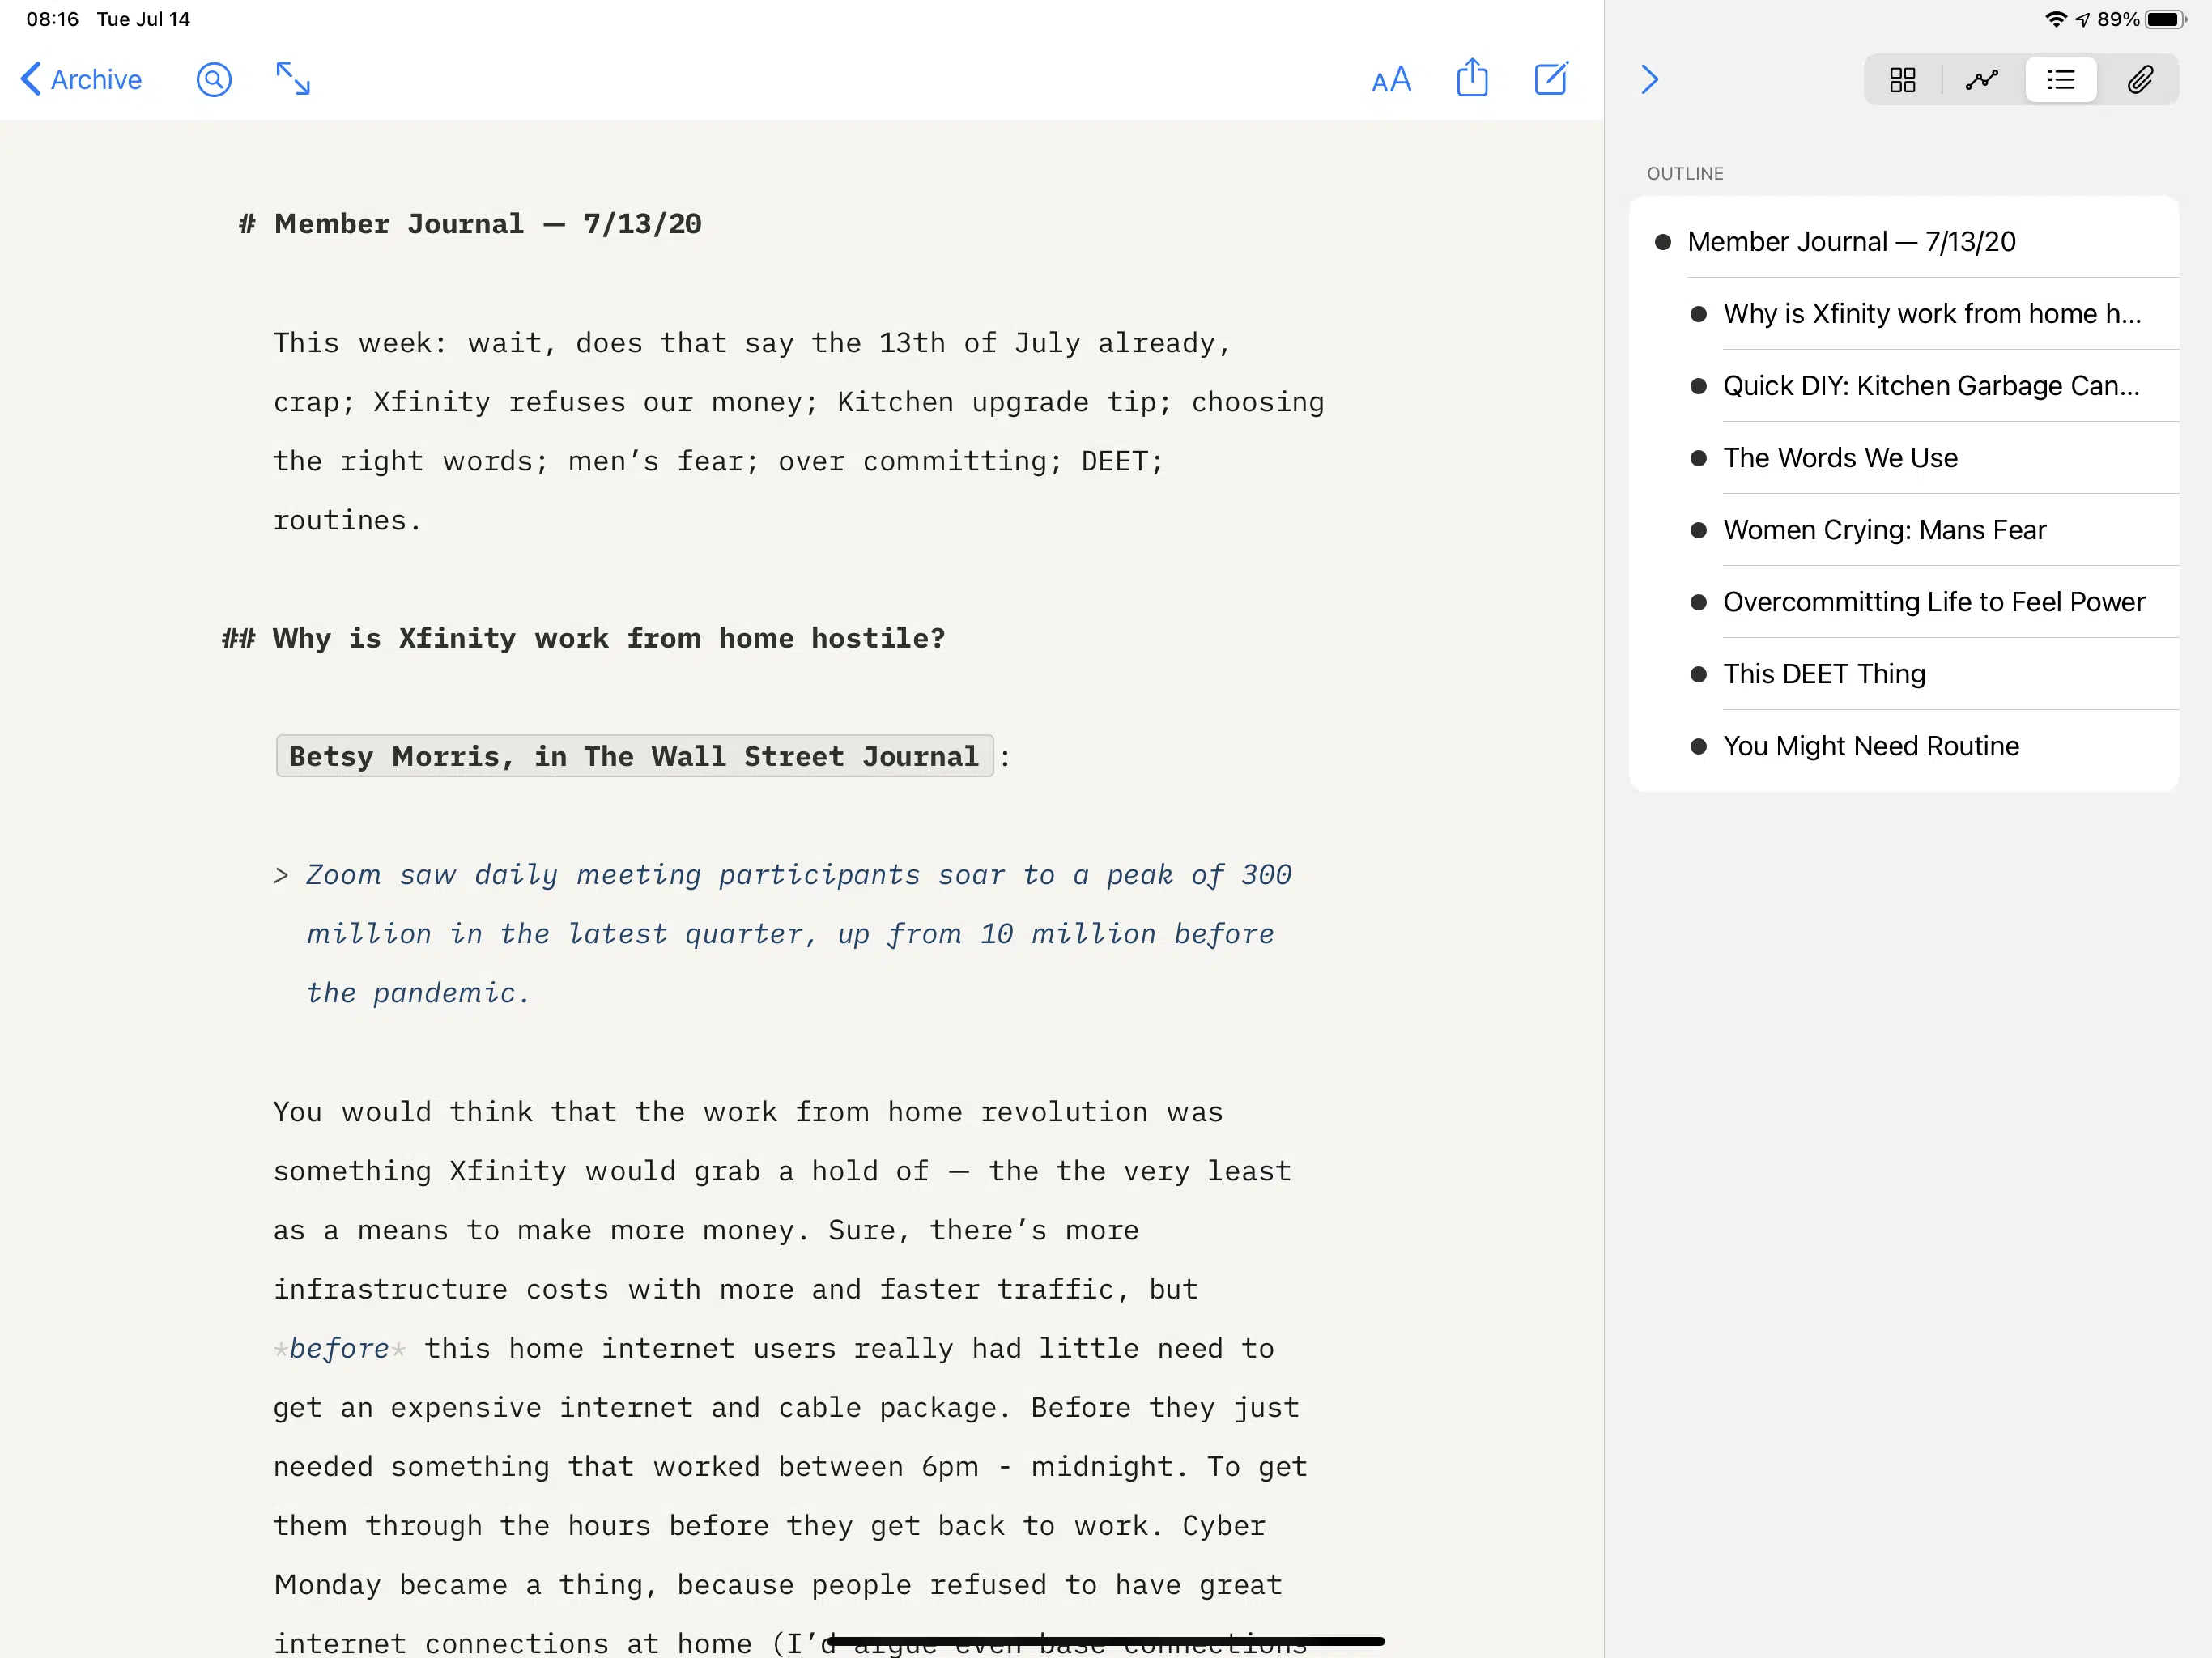 08:16 Tue Jul 14
89%
Archive
AA
# Member Journal — 7/13/20
This week: wait, does that say the 13th of July already,
crap; Xfinity refuses our money; Kitchen upgrade tip; choosing
the right words; men’s fear; over committing; DEET;
routines.
## Why is Xfinity work from home hostile?
Betsy Morris, in The Wall Street Journal :
> Zoom saw daily meeting participants soar to a peak of 300
million in the latest quarter, up from 10 million before
the pandemic.
You would think that the work from home revolution was
something Xfinity would grab a hold of — the the very least
as a means to make more money. Sure, there’s more
infrastructure costs with more and faster traffic, but
*before* this home internet users really had little need to
get an expensive internet and cable package. Before they just
needed something that worked between 6pm - midnight. To get
them through the hours before they get back to work. Cyber
Monday became a thing, because people refused to have great
internet connections at home (I’d argue even base connections
OUTLINE
Member Journal — 7/13/20
Why is Xfinity work from home h...
Quick DIY: Kitchen Garbage Can...
The Words We Use
Women Crying: Mans Fear
Overcommitting Life to Feel Power
This DEET Thing
You Might Need Routine